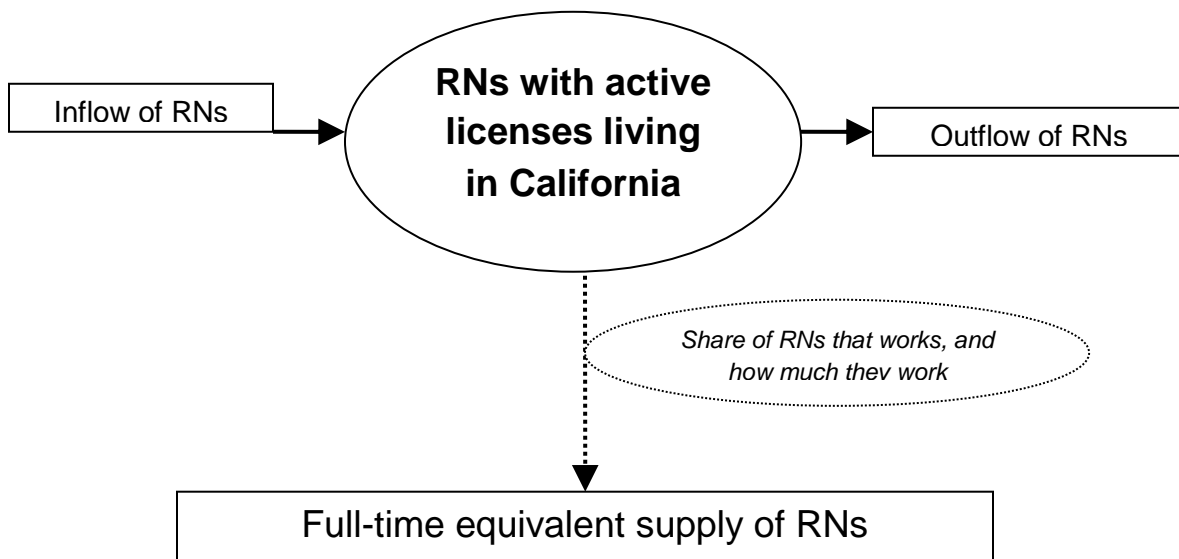 RNs with active
licenses living
in California
Inflow of RNs
Outflow of RNs
Share of RNs that works, and
how much they work
Full-time equivalent supply of RNs